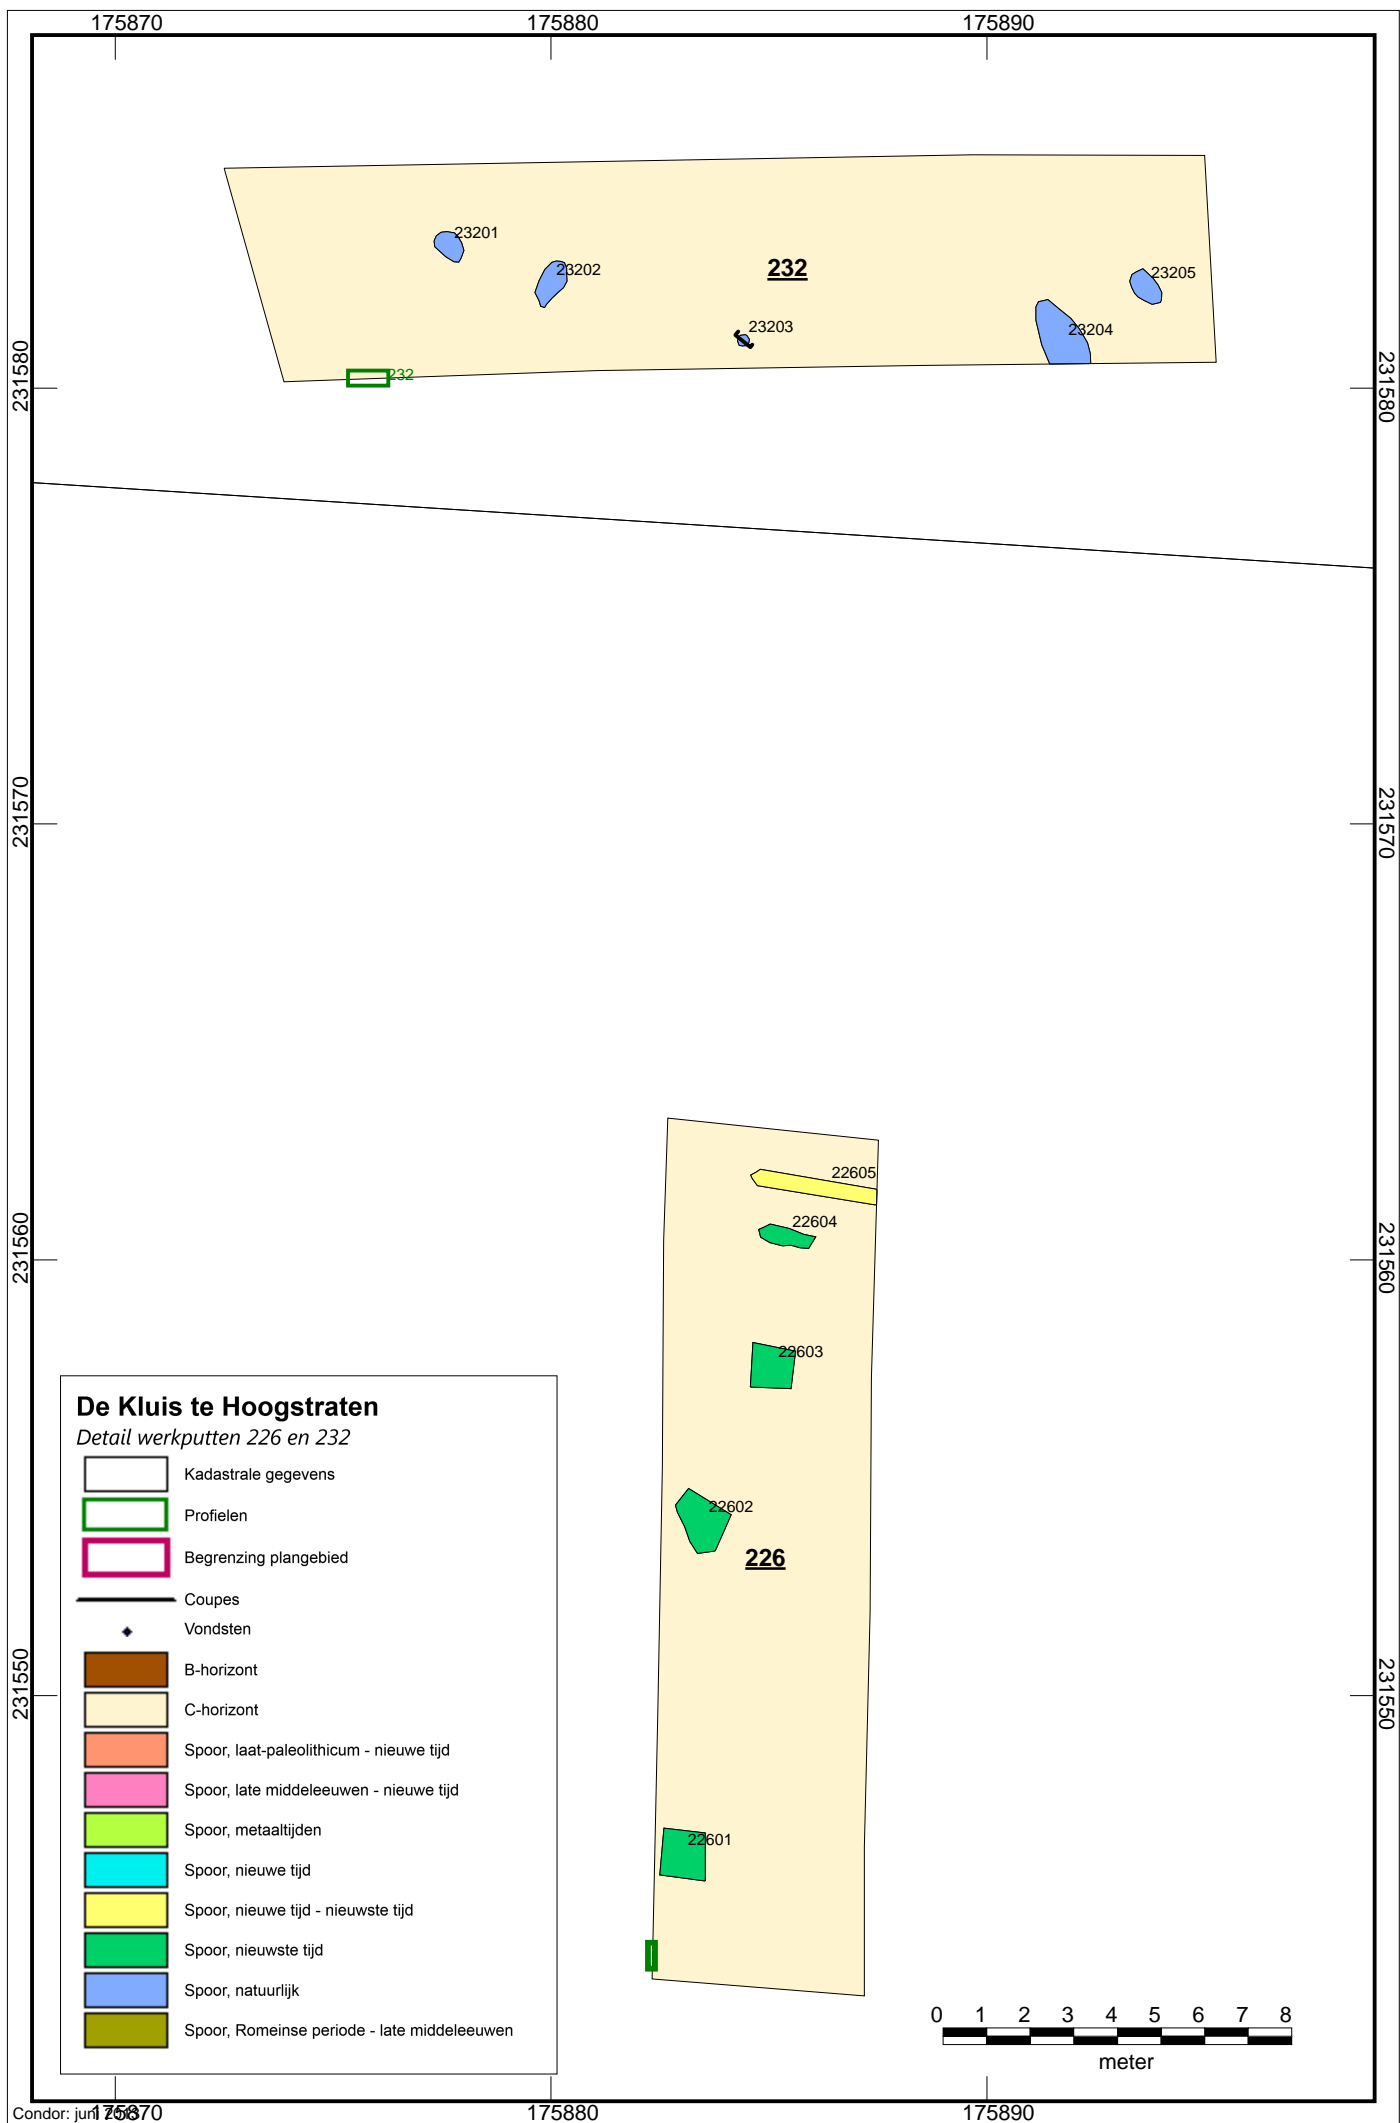 175870 175880 175890
23201
23202
232
23205
23203
23204
232
231580 231580
231570 231570
22605
22604
231560 231560
22603
22602
226
22601
231550 231550
De Kluis te Hoogstraten
Detail werkputten 226 en 232
Kadastrale gegevens
Profielen
Begrenzing plangebied
Coupes
Vondsten
B-horizont
C-horizont
Spoor, laat-paleolithicum - nieuwe tijd
Spoor, late middeleeuwen - nieuwe tijd
Spoor, metaaltijden
Spoor, nieuwe tijd
Spoor, nieuwe tijd - nieuwste tijd
Spoor, nieuwste tijd
Spoor, natuurlijk
Spoor, Romeinse periode - late middeleeuwen
0 1 2 3 4 5 6 7 8
meter
Condor: juni
175870 175880 175890